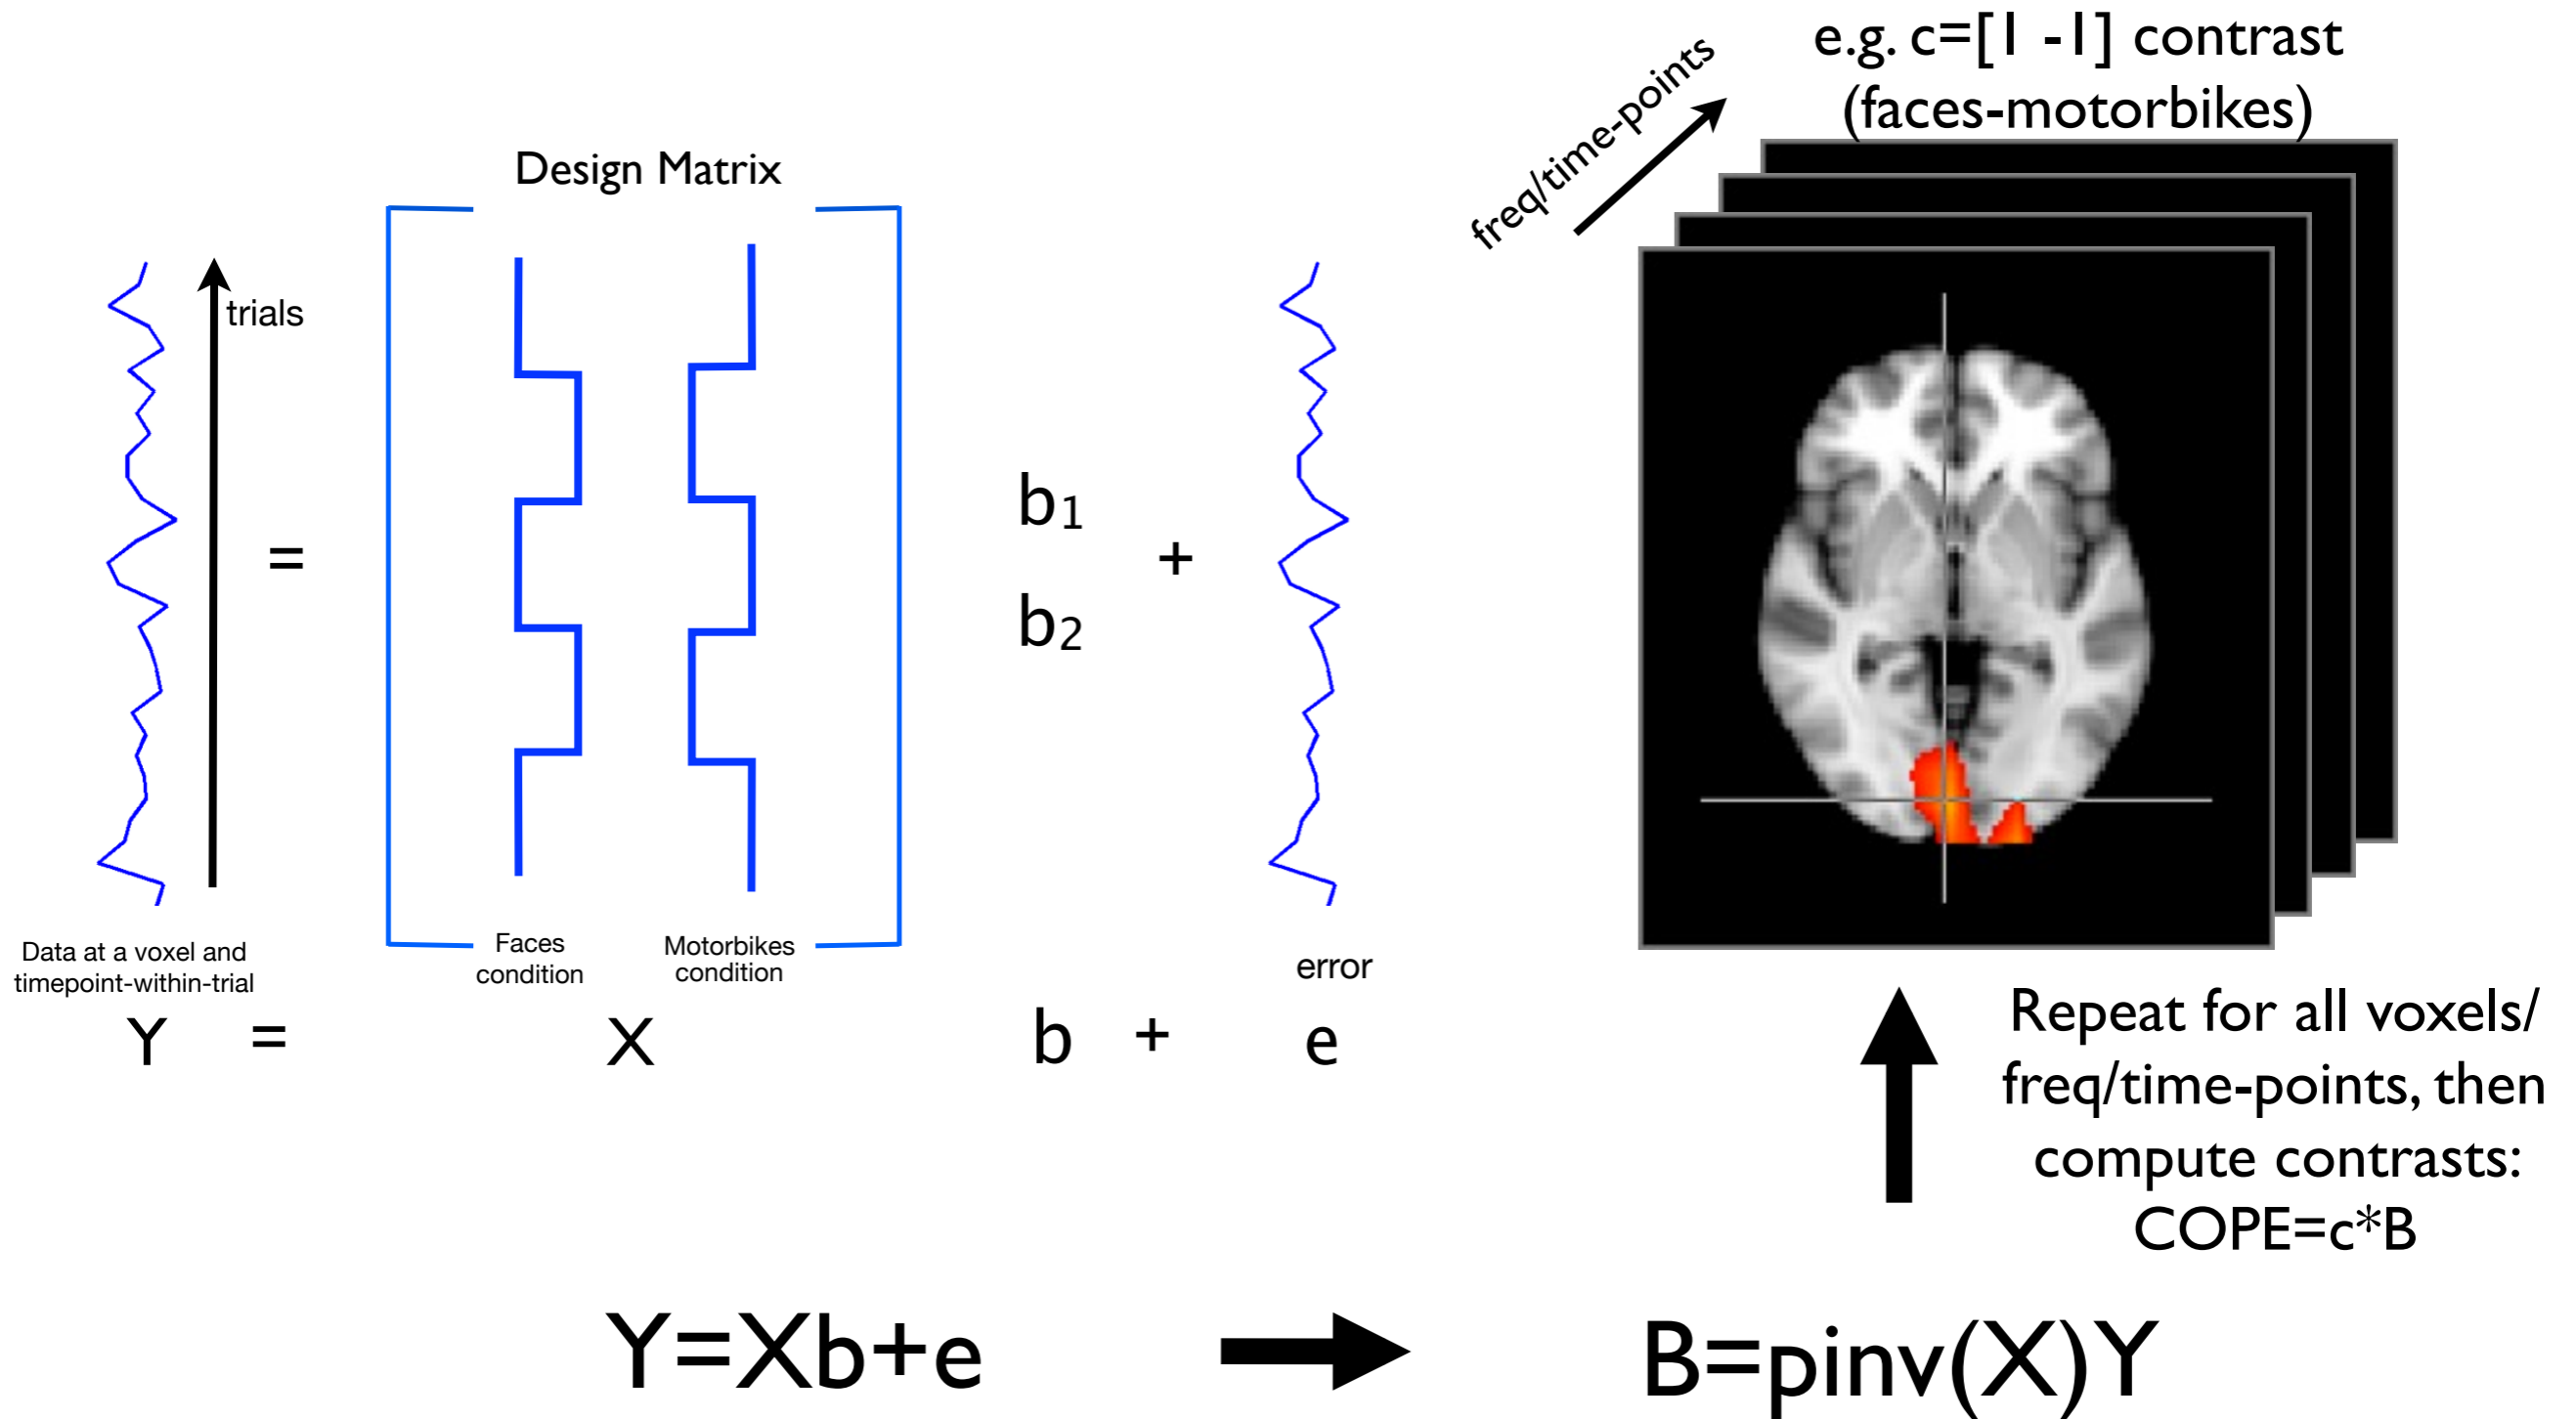 e.g. c=[1 -1] contrast
(faces-motorbikes)
freq/time-points
Design Matrix
trials
=
b1
b2
+
Data at a voxel and
timepoint-within-trial
Faces
condition
Motorbikes
condition
error
Y = X b + e
Repeat for all voxels/
freq/time-points, then
compute contrasts:
COPE=c*B
Y=Xb+e
B=pinv(X)Y